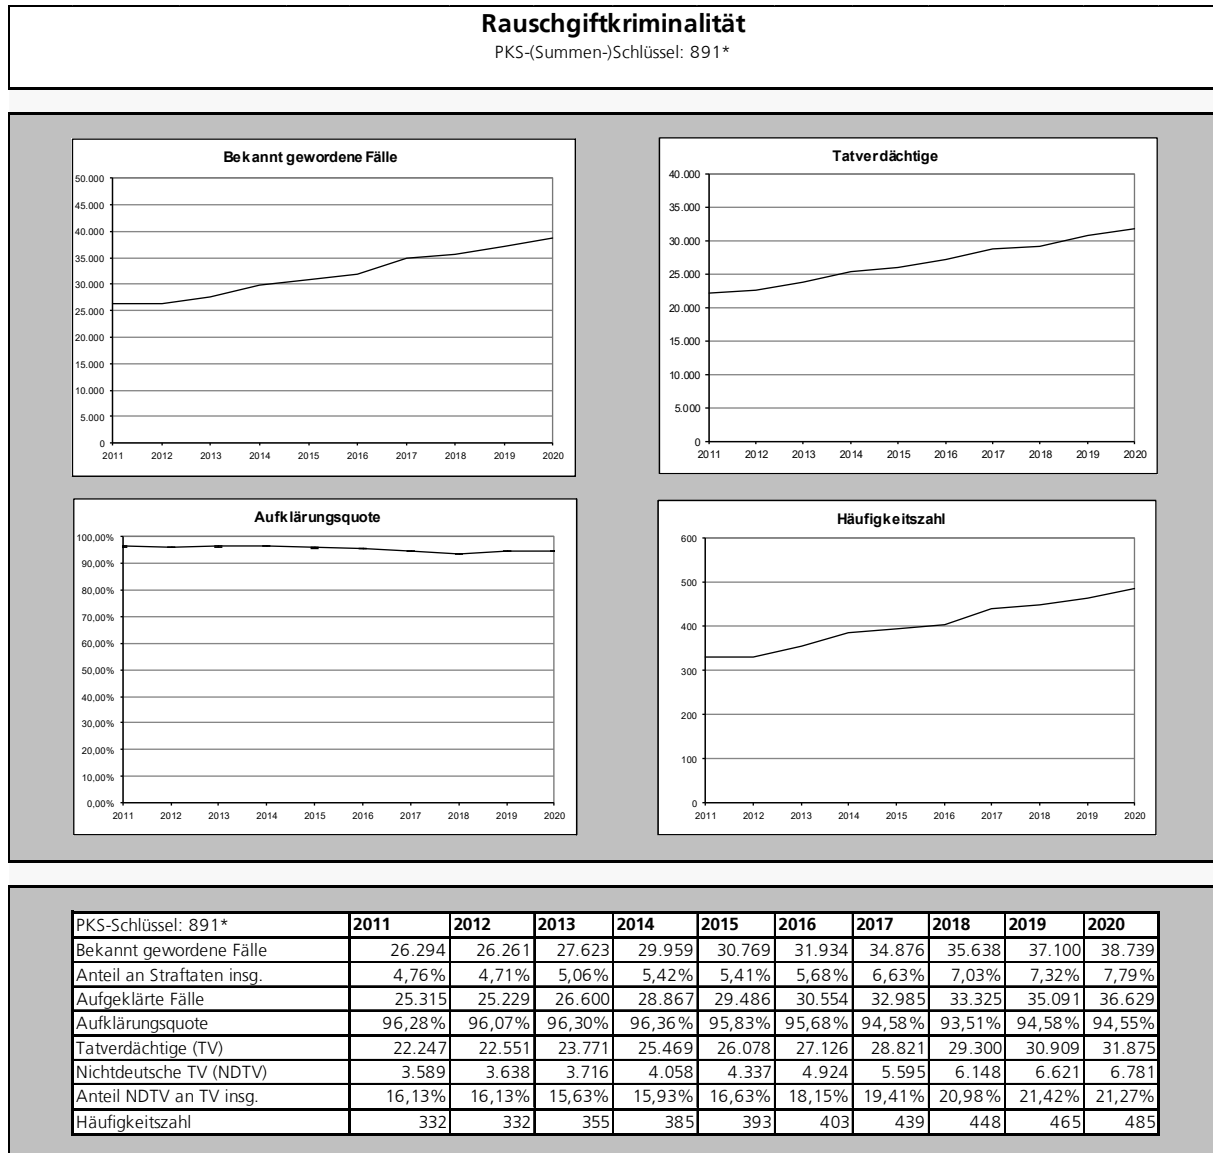 Rauschgiftkriminalität
PKS-(Summen-)Schlüssel: 891*
Bekannt gewordene Fälle
50.000
45.000
40.000
35.000
30.000
25.000
20.000
15.000
10.000
5.000
0
2011 2012 2013 2014 2015 2016 2017 2018 2019 2020
Tatverdächtige
40.000
35.000
30.000
25.000
20.000
15.000
10.000
5.000
0
2011 2012 2013 2014 2015 2016 2017 2018 2019 2020
Aufklärungsquote
100,00%
90,00%
80,00%
70,00%
60,00%
50,00%
40,00%
30,00%
20,00%
10,00%
0,00%
2011 2012 2013 2014 2015 2016 2017 2018 2019 2020
Häufigkeitszahl
600
500
400
300
200
100
0
2011 2012 2013 2014 2015 2016 2017 2018 2019 2020
PKS-Schlüssel: 891* 2011 2012 2013 2014 2015 2016 2017 2018 2019 2020
Bekannt gewordene Fälle 26.294 26.261 27.623 29.959 30.769 31.934 34.876 35.638 37.100 38.739
Anteil an Straftaten insg. 4,76% 4,71% 5,06% 5,42% 5,41% 5,68% 6,63% 7,03% 7,32% 7,79%
Aufgeklärte Fälle 25.315 25.229 26.600 28.867 29.486 30.554 32.985 33.325 35.091 36.629
Aufklärungsquote 96,28% 96,07% 96,30% 96,36% 95,83% 95,68% 94,58% 93,51% 94,58% 94,55%
Tatverdächtige (TV) 22.247 22.551 23.771 25.469 26.078 27.126 28.821 29.300 30.909 31.875
Nichtdeutsche TV (NDTV) 3.589 3.638 3.716 4.058 4.337 4.924 5.595 6.148 6.621 6.781
Anteil NDTV an TV insg. 16,13% 16,13% 15,63% 15,93% 16,63% 18,15% 19,41% 20,98% 21,42% 21,27%
Häufigkeitszahl 332 332 355 385 393 403 439 448 465 485